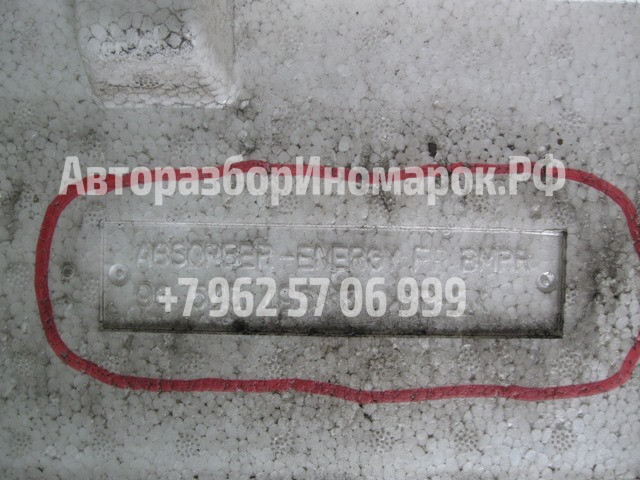 АвторазборИномарок.РФ
ABSORBER-ENERGY FR BMPR
+7 962 57 06 999